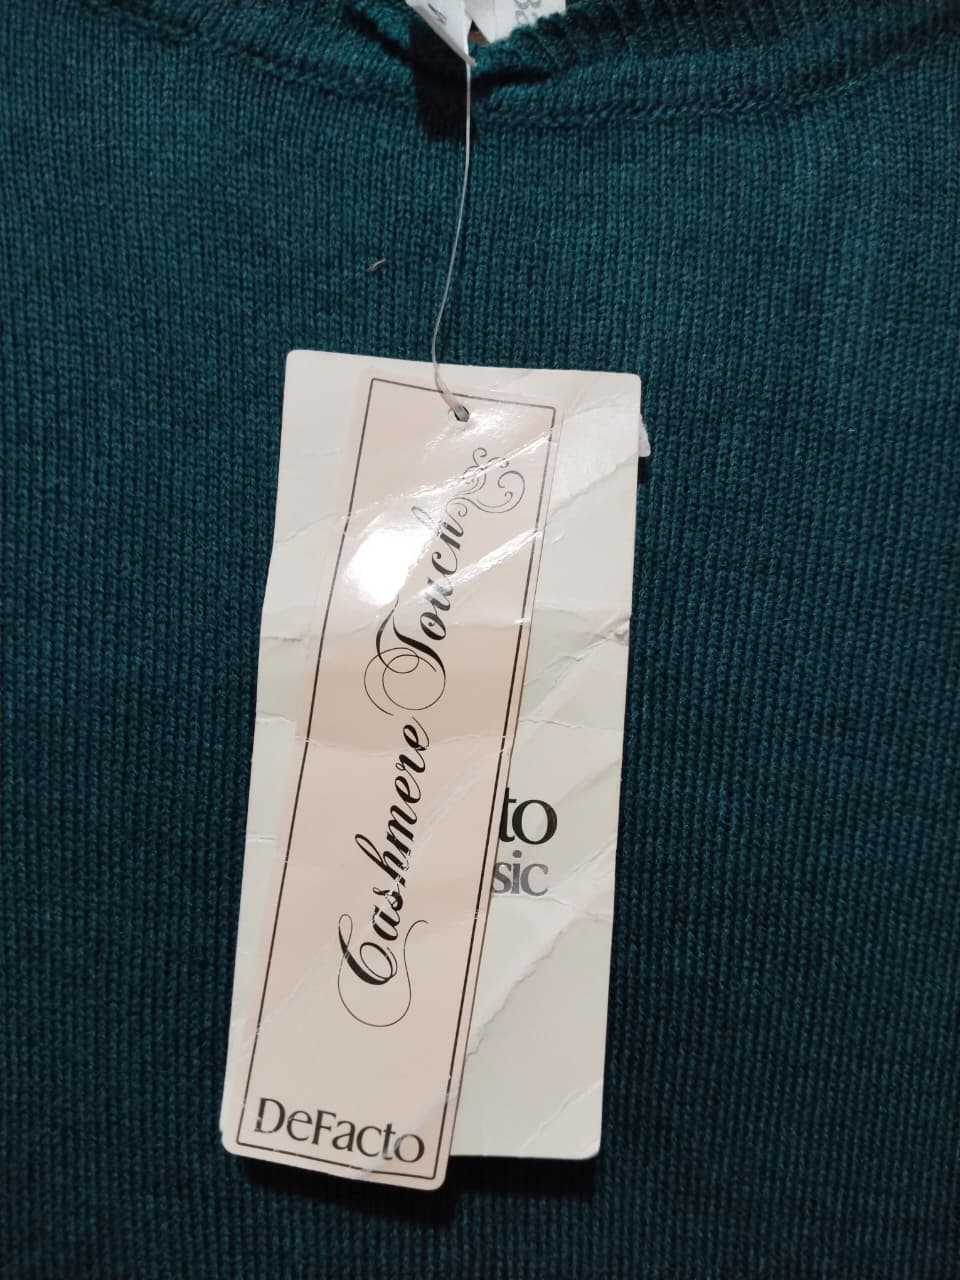 Cashmere Touch
DeFacto
to
sic